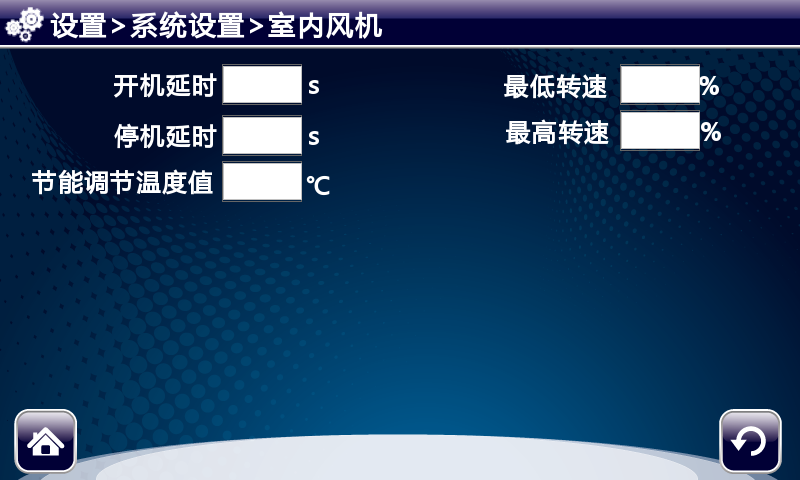 设置>系统设置>室内风机
开机延时 s 最低转速 %
停机延时 s 最高转速 %
节能调节温度值 ℃